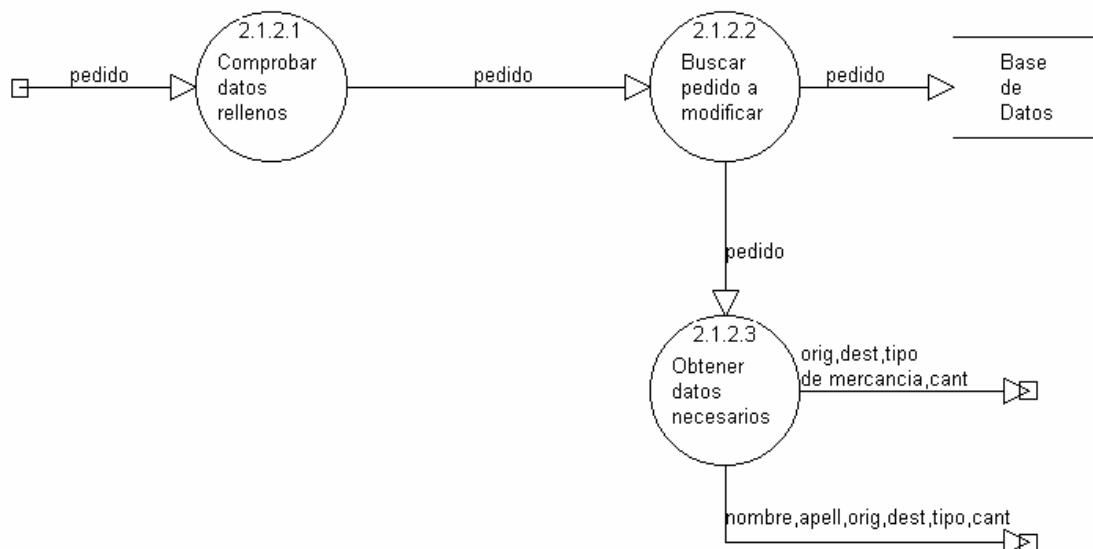 pedido
2.1.2.1
Comprobar
datos
rellenos
pedido
2.1.2.2
Buscar
pedido a
modificar
pedido
Base
de
Datos
pedido
2.1.2.3
Obtener
datos
necesarios
orig,dest,tipo
de mercancia,cant
nombre,apell,orig,dest,tipo,cant